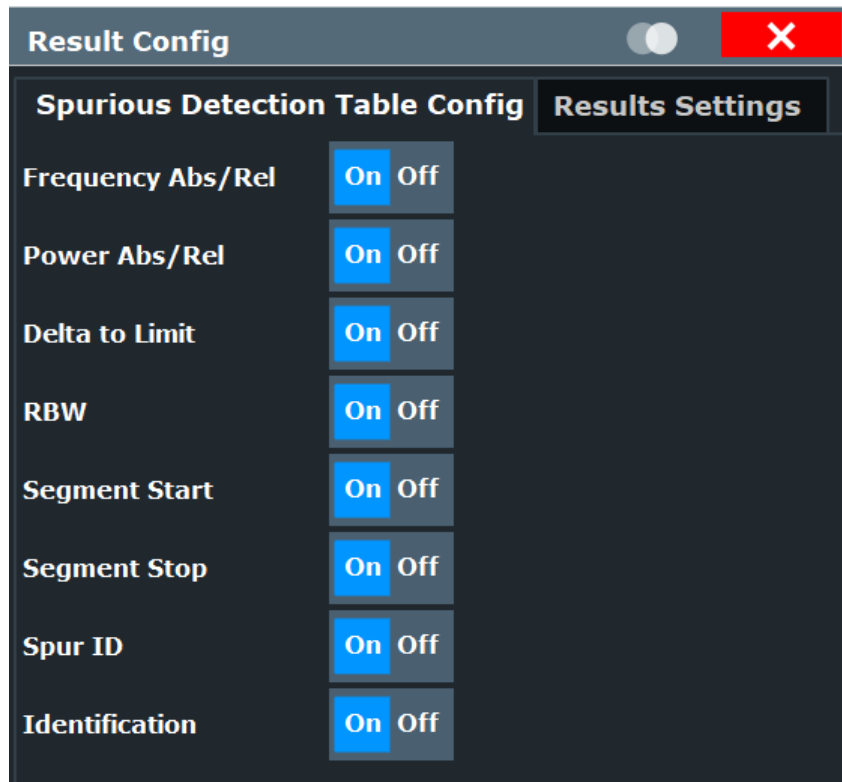 Result Config
Spurious Detection Table Config Results Settings
Frequency Abs/Rel On Off
Power Abs/Rel On Off
Delta to Limit On Off
RBW On Off
Segment Start On Off
Segment Stop On Off
Spur ID On Off
Identification On Off